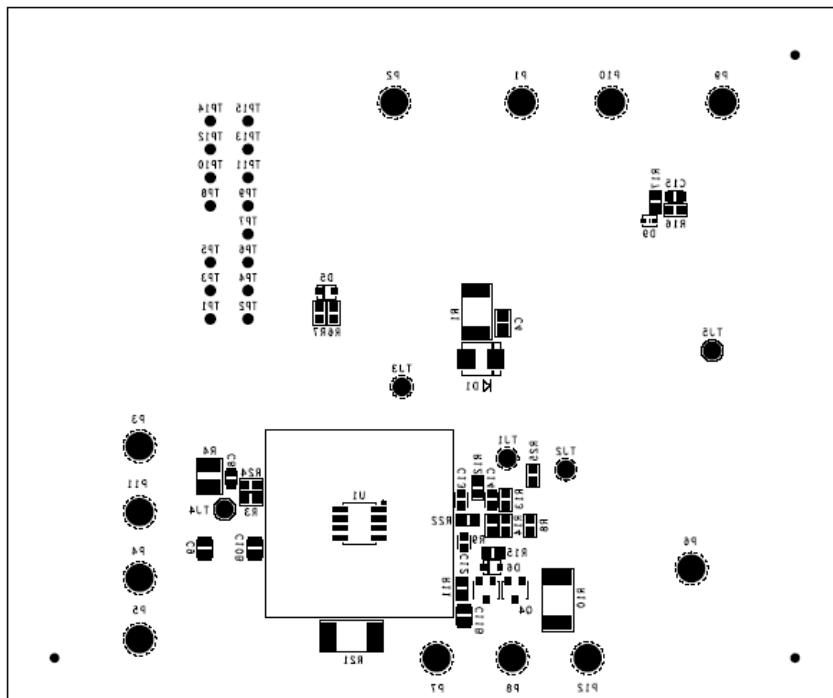 P2
P1
P10
P9
TP14
TP15
TP12
TP13
TP10
TP11
TP8
TP9
TP7
TP5
TP6
TP3
TP4
TP1
TP2
R17
C15
R16
D9
D5
R6R7
R1
C4
D1
TJ5
TJ3
P3
R4
C8
R24
R3
TJ4
P11
U1
C13
R12
C14
TJ1
R25
TJ2
R13
R22
R14
R8
R9
P4
C9
C10B
C12
R15
D6
P6
P5
R11
C11B
Q4
R10
R21
P7
P8
P12